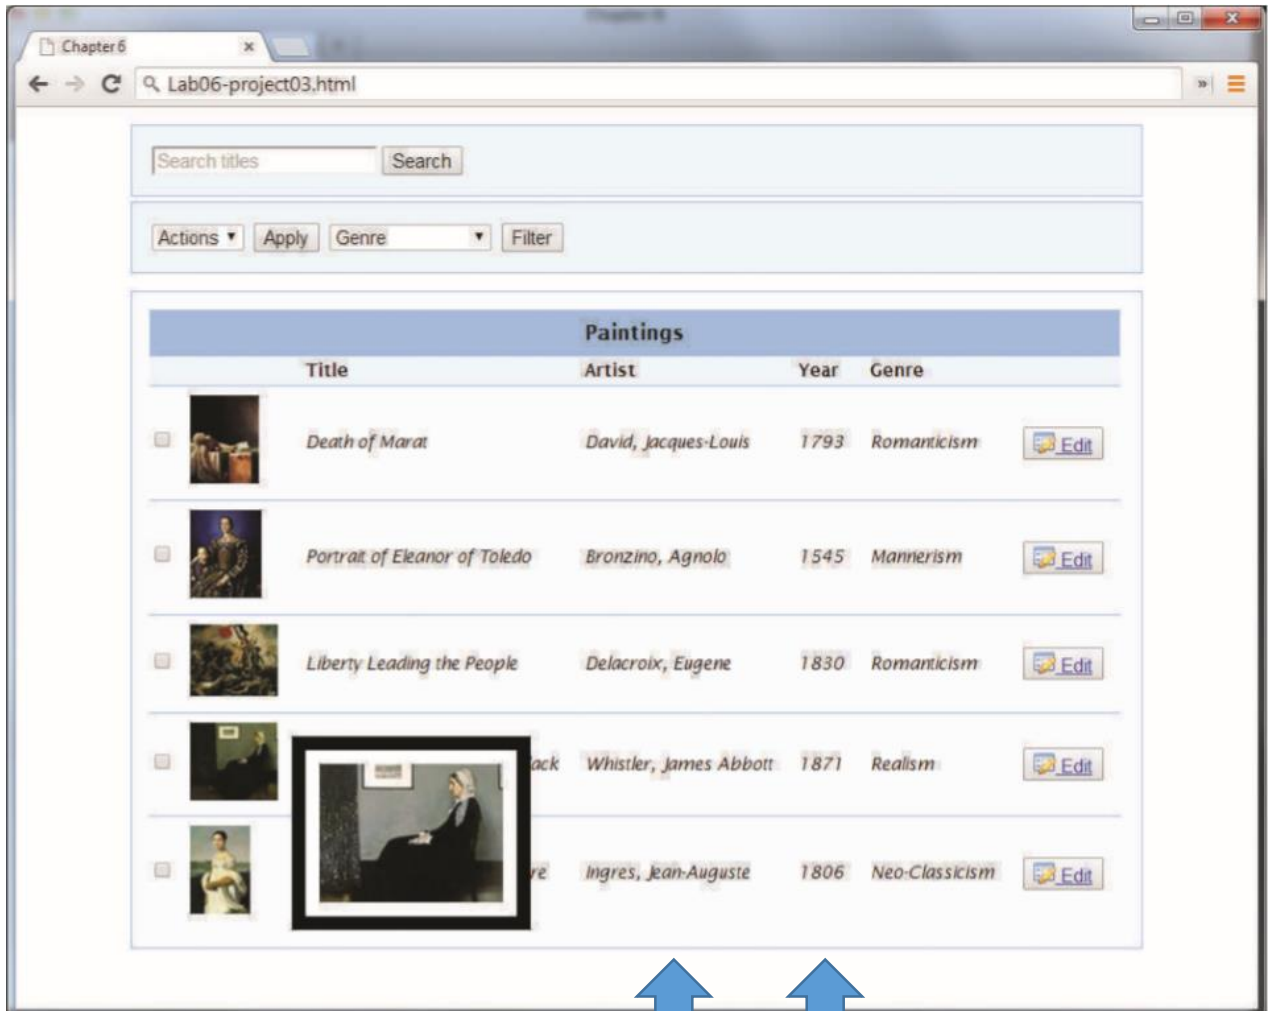 Chapter 6
Chapter 6
Lab06-project03.html
Search titles Search
Actions Apply Genre Filter
Paintings
Title Artist Year Genre
Death of Marat David, Jacques-Louis 1793 Romanticism Edit
Portrait of Eleanor of Toledo Bronzino, Agnolo 1545 Mannerism Edit
Liberty Leading the People Delacroix, Eugene 1830 Romanticism Edit
Whistler, James Abbott 1871 Realism Edit
Ingres, Jean-Auguste 1806 Neo-Classicism Edit